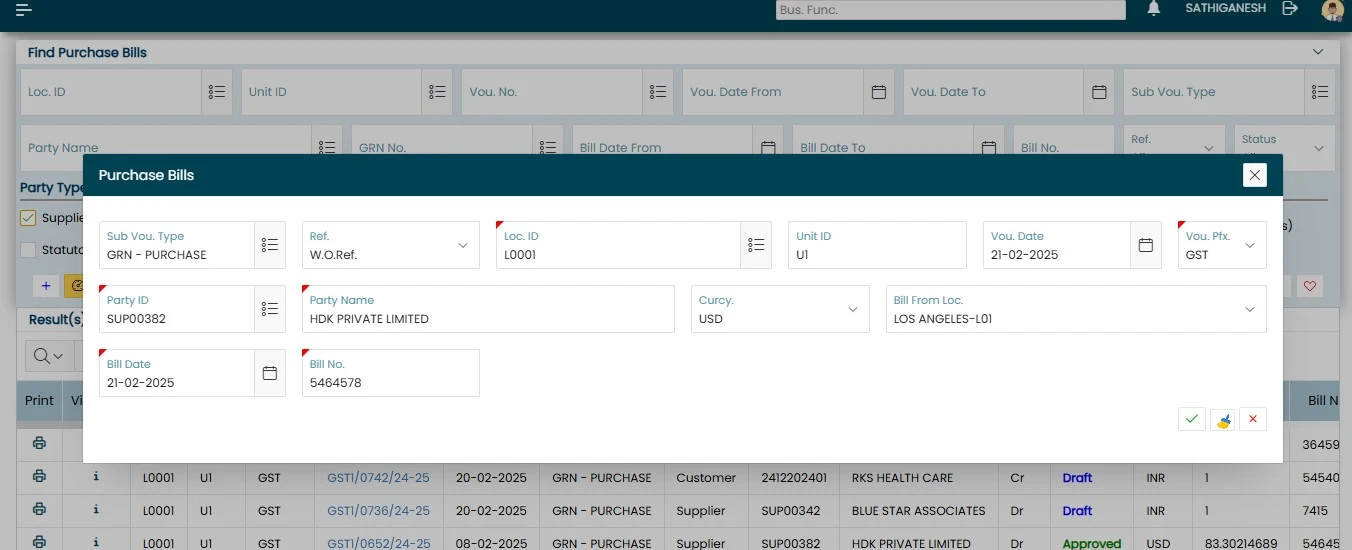 Bus. Func. SATHIGANESH
Find Purchase Bills
Loc. ID Unit ID Vou. No. Vou. Date From Vou. Date To Sub Vou. Type
Party Name GRN No. Bill Date From Bill Date To Bill No. Ref. Status
Party Type
Purchase Bills
Supplie
Statuto
s)
Sub Vou. Type Ref. Loc. ID Unit ID Vou. Date Vou. Pfx.
GRN - PURCHASE W.O.Ref. L0001 U1 21-02-2025 GST
Party ID Party Name Curcy. Bill From Loc.
SUP00382 HDK PRIVATE LIMITED USD LOS ANGELES-L01
Result(s)
Bill Date Bill No.
21-02-2025 5464578
Print Vi Bill N
36459
L0001 U1 GST GST1/0742/24-25 20-02-2025 GRN - PURCHASE Customer 2412202401 RKS HEALTH CARE Cr Draft INR 1 54540
L0001 U1 GST GST1/0736/24-25 20-02-2025 GRN - PURCHASE Supplier SUP00342 BLUE STAR ASSOCIATES Dr Draft INR 1 7415
L0001 U1 GST GST1/0652/24-25 08-02-2025 GRN - PURCHASE Supplier SUP00382 HDK PRIVATE LIMITED Dr Approved USD 83.30214689 54645